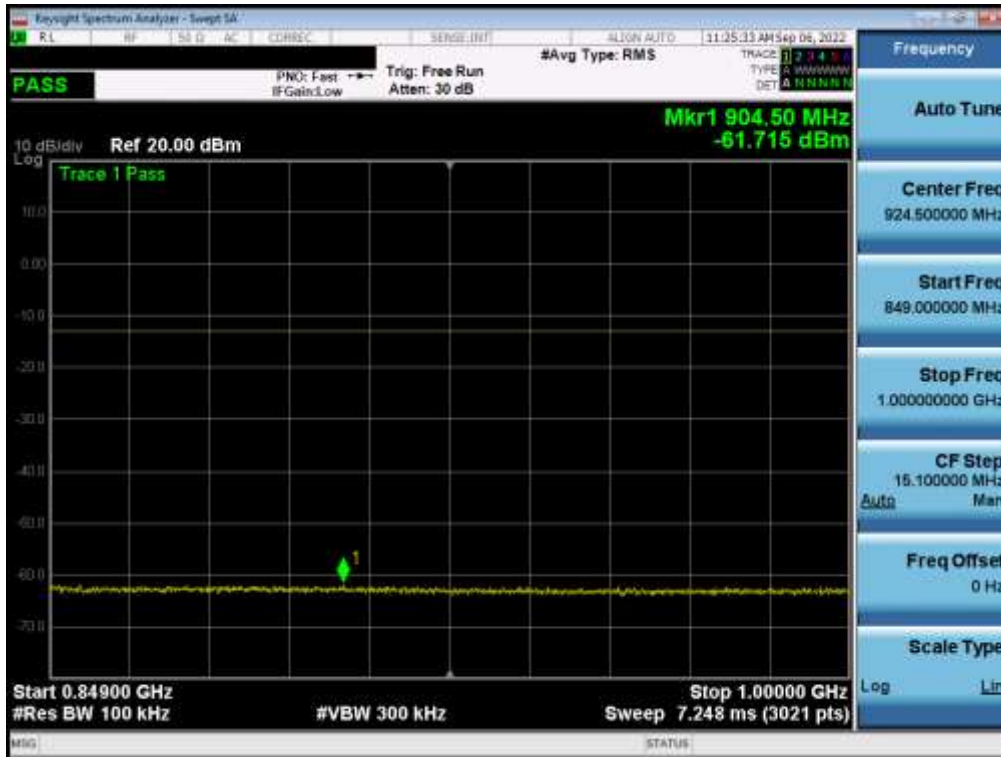 Keysight Spectrum Analyzer - Swept SA
RL RF 50 Ω AC CORREC SENSE:INT ALIGN AUTO 11:25:33 AM Sep 06, 2022
PASS
PNO: Fast
IFGain:Low
Trig: Free Run
Atten: 30 dB
#Avg Type: RMS
TRACE 1 2 3 4 5 6
TYPE A WWWWW
DET A N N N N N
Mkr1 904.50 MHz
-61.715 dBm
10 dB/div
Log
Ref 20.00 dBm
Trace 1 Pass
10.0
0.00
-10.0
-20.0
-30.0
-40.0
-50.0
-60.0
-70.0
1
Start 0.84900 GHz
#Res BW 100 kHz
#VBW 300 kHz
Stop 1.00000 GHz
Sweep 7.248 ms (3021 pts)
MSG
STATUS
Frequency
Auto Tune
Center Freq
924.500000 MHz
Start Freq
849.000000 MHz
Stop Freq
1.000000000 GHz
CF Step
15.100000 MHz
Auto Man
Freq Offset
0 Hz
Scale Type
Log Lin